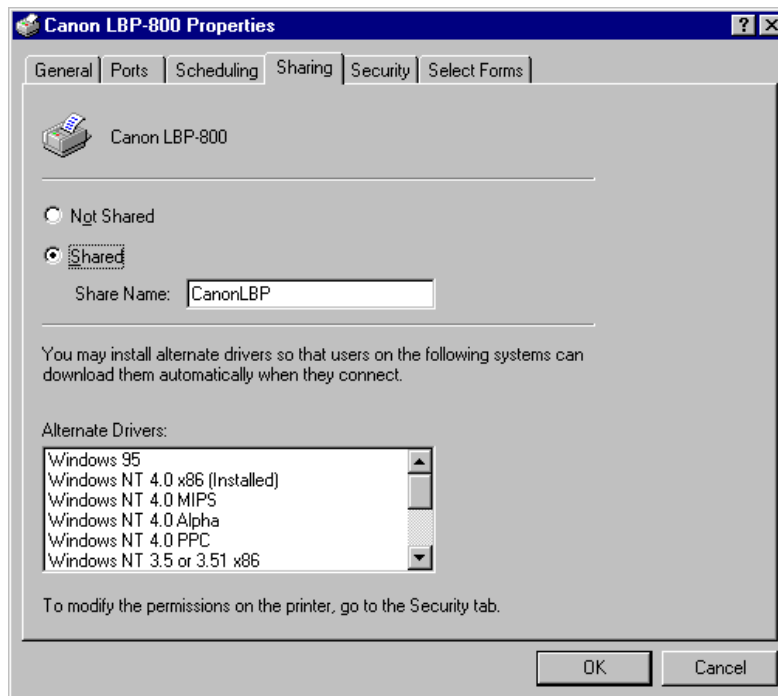 Canon LBP-800 Properties
General Ports Scheduling Sharing Security Select Forms
Canon LBP-800
Not Shared
Shared
Share Name: CanonLBP
You may install alternate drivers so that users on the following systems can
download them automatically when they connect.
Alternate Drivers:
Windows 95
Windows NT 4.0 x86 (Installed)
Windows NT 4.0 MIPS
Windows NT 4.0 Alpha
Windows NT 4.0 PPC
Windows NT 3.5 or 3.51 x86
To modify the permissions on the printer, go to the Security tab.
OK Cancel